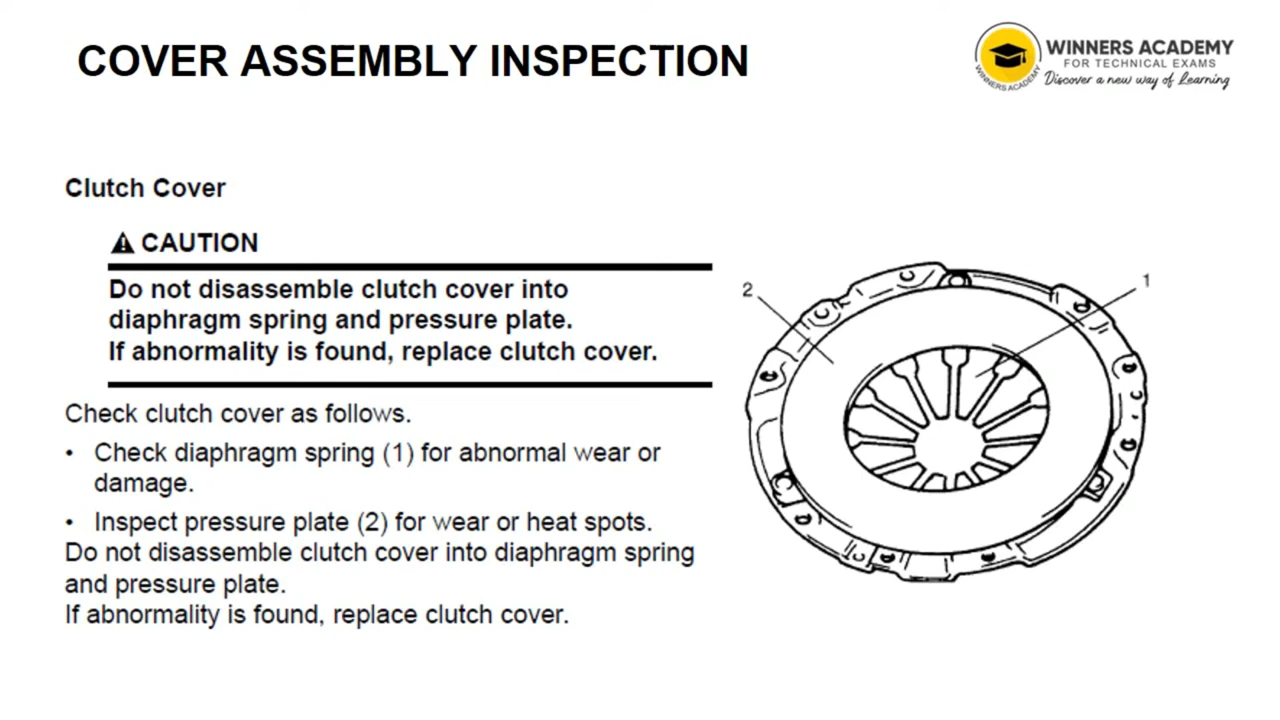 COVER ASSEMBLY INSPECTION
WINNERS ACADEMY
FOR TECHNICAL EXAMS
Discover a new way of Learning
WINNERS ACADEMY
Clutch Cover
CAUTION
Do not disassemble clutch cover into
diaphragm spring and pressure plate.
If abnormality is found, replace clutch cover.
Check clutch cover as follows.
• Check diaphragm spring (1) for abnormal wear or
damage.
• Inspect pressure plate (2) for wear or heat spots.
Do not disassemble clutch cover into diaphragm spring
and pressure plate.
If abnormality is found, replace clutch cover.
2
1